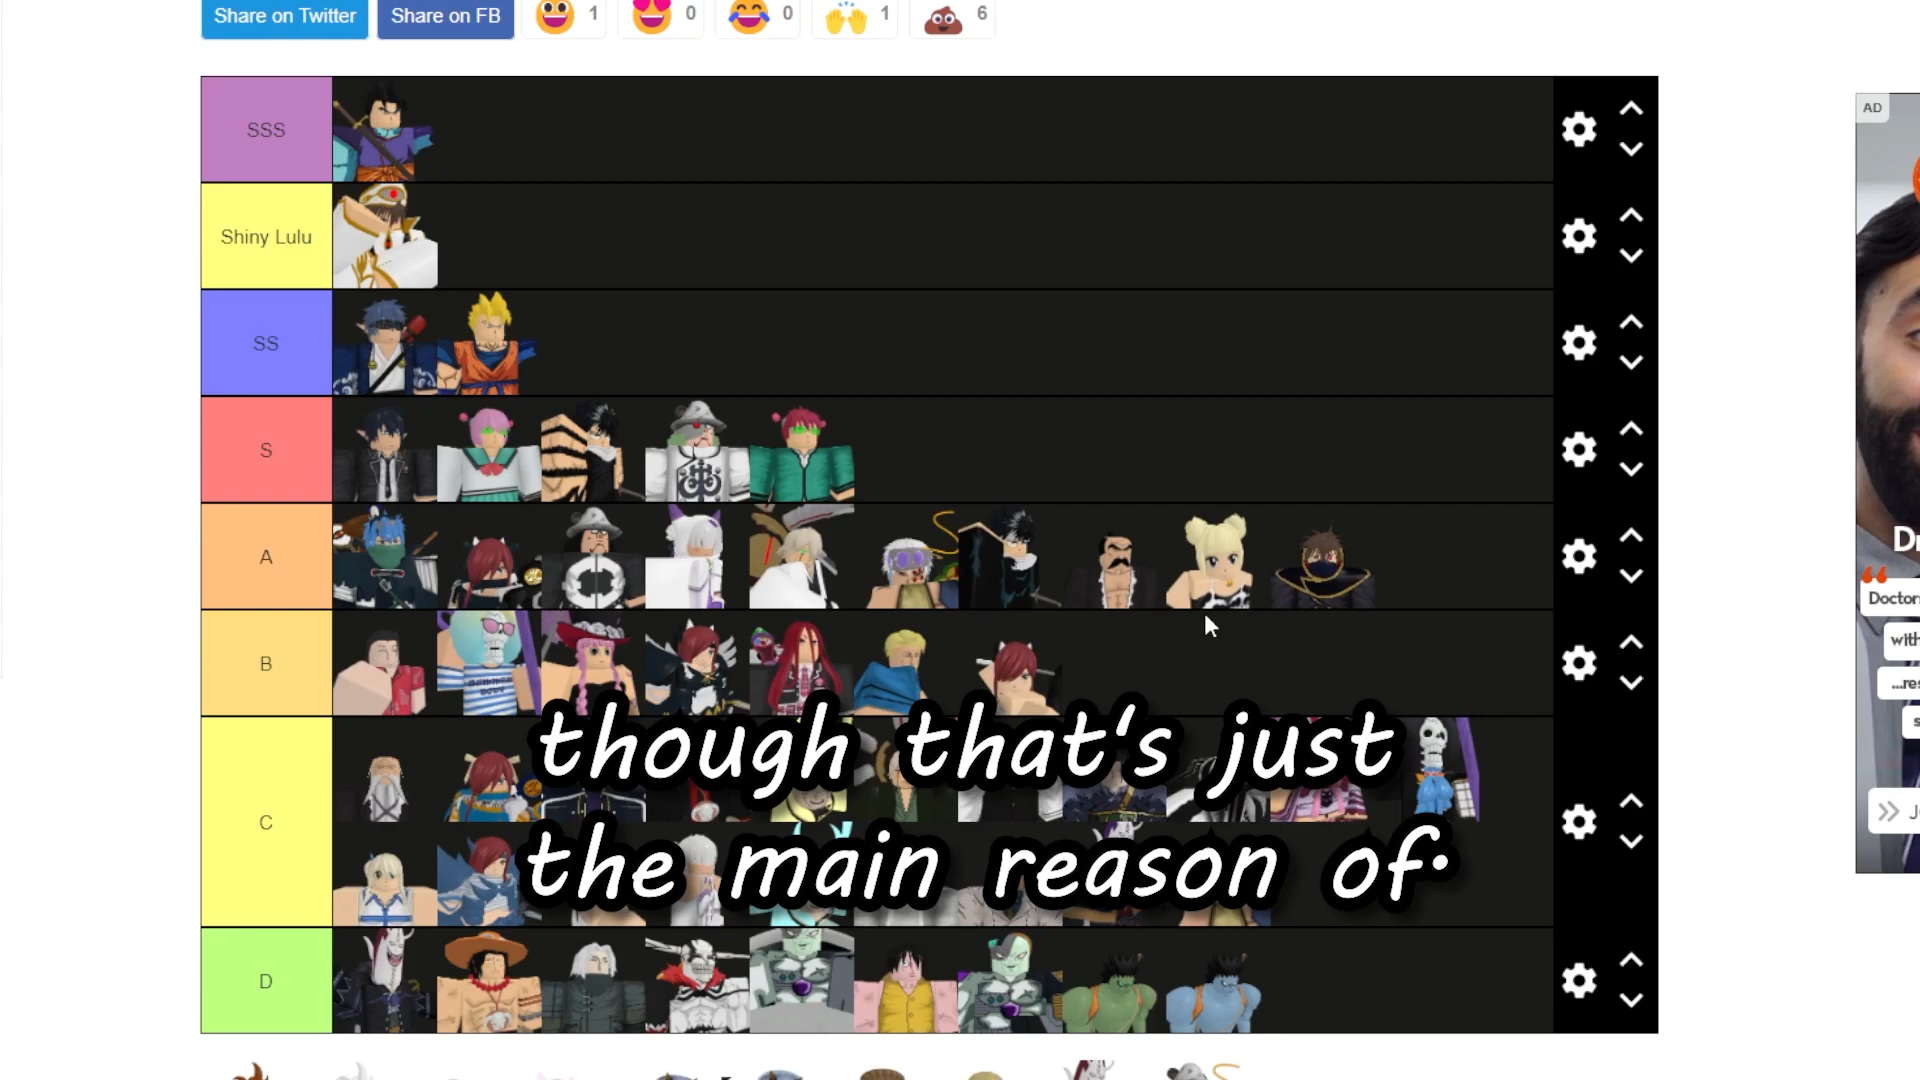 Share on Twitter
Share on FB
1
0
0
1
6
AD
SSS
Shiny Lulu
SS
S
A
B
C
D
though that's just
the main reason of.
Doctor
with